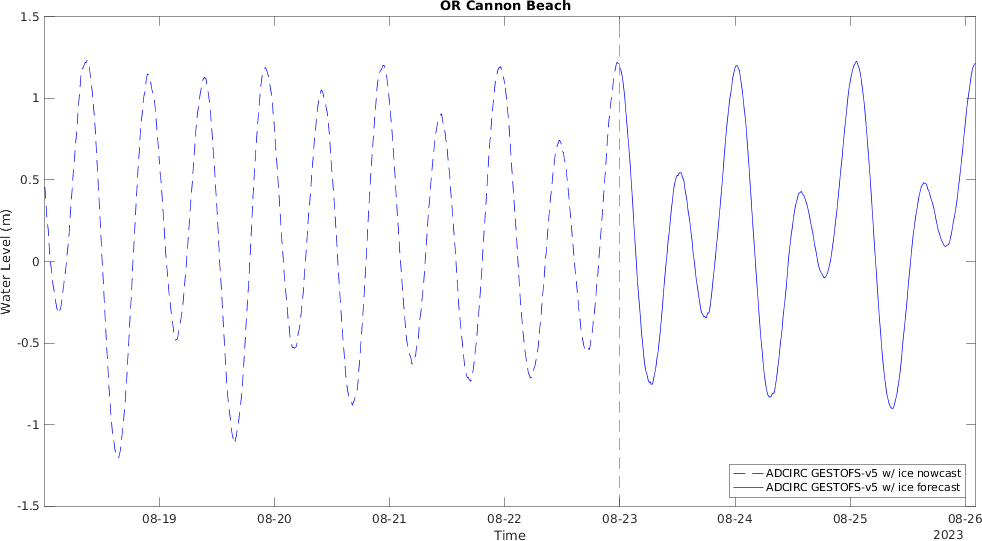 OR Cannon Beach
1.5
1
0.5
0
-0.5
-1
-1.5
Water Level (m)
08-19 08-20 08-21 08-22 08-23 08-24 08-25 08-26
Time
2023
ADCIRC GESTOFS-v5 w/ ice nowcast
ADCIRC GESTOFS-v5 w/ ice forecast